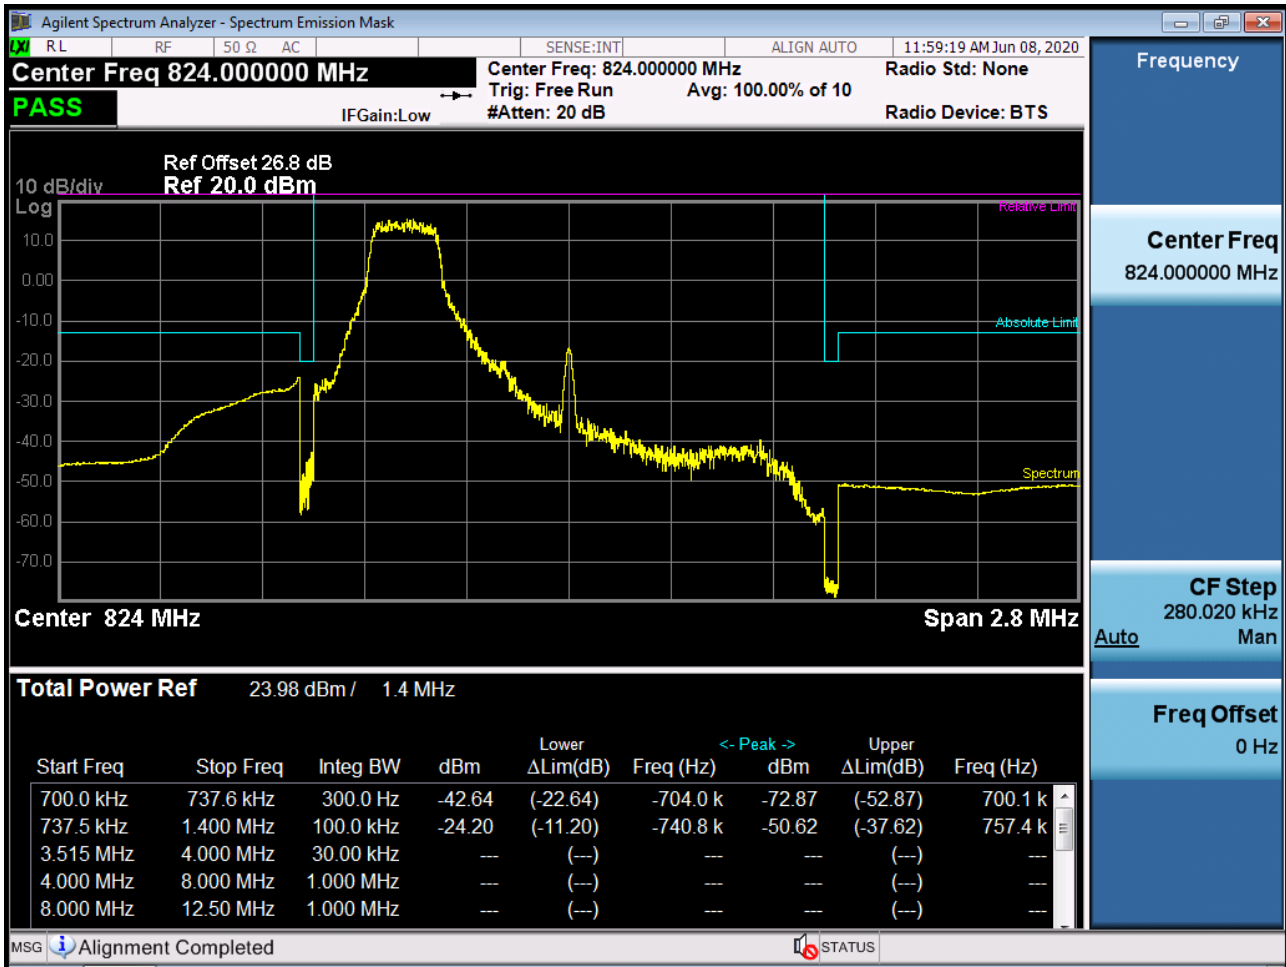 Agilent Spectrum Analyzer - Spectrum Emission Mask
LXI RL RF 50 Ω AC SENSE:INT ALIGN AUTO 11:59:19 AM Jun 08, 2020
Center Freq 824.000000 MHz
Center Freq: 824.000000 MHz
Radio Std: None
Trig: Free Run
Avg: 100.00% of 10
PASS
IFGain:Low
#Atten: 20 dB
Radio Device: BTS
Ref Offset 26.8 dB
10 dB/div
Ref 20.0 dBm
Log
Relative Limit
10.0
0.00
-10.0
Absolute Limit
-20.0
-30.0
-40.0
-50.0
Spectrum
-60.0
-70.0
Center 824 MHz
Span 2.8 MHz
Total Power Ref 23.98 dBm / 1.4 MHz
Lower <- Peak -> Upper
Start Freq Stop Freq Integ BW dBm ΔLim(dB) Freq (Hz) dBm ΔLim(dB) Freq (Hz)
700.0 kHz 737.6 kHz 300.0 Hz -42.64 (-22.64) -704.0 k -72.87 (-52.87) 700.1 k
737.5 kHz 1.400 MHz 100.0 kHz -24.20 (-11.20) -740.8 k -50.62 (-37.62) 757.4 k
3.515 MHz 4.000 MHz 30.00 kHz --- (---) --- --- (---) ---
4.000 MHz 8.000 MHz 1.000 MHz --- (---) --- --- (---) ---
8.000 MHz 12.50 MHz 1.000 MHz --- (---) --- --- (---) ---
MSG Alignment Completed
STATUS
Frequency
Center Freq
824.000000 MHz
CF Step
280.020 kHz
Auto Man
Freq Offset
0 Hz